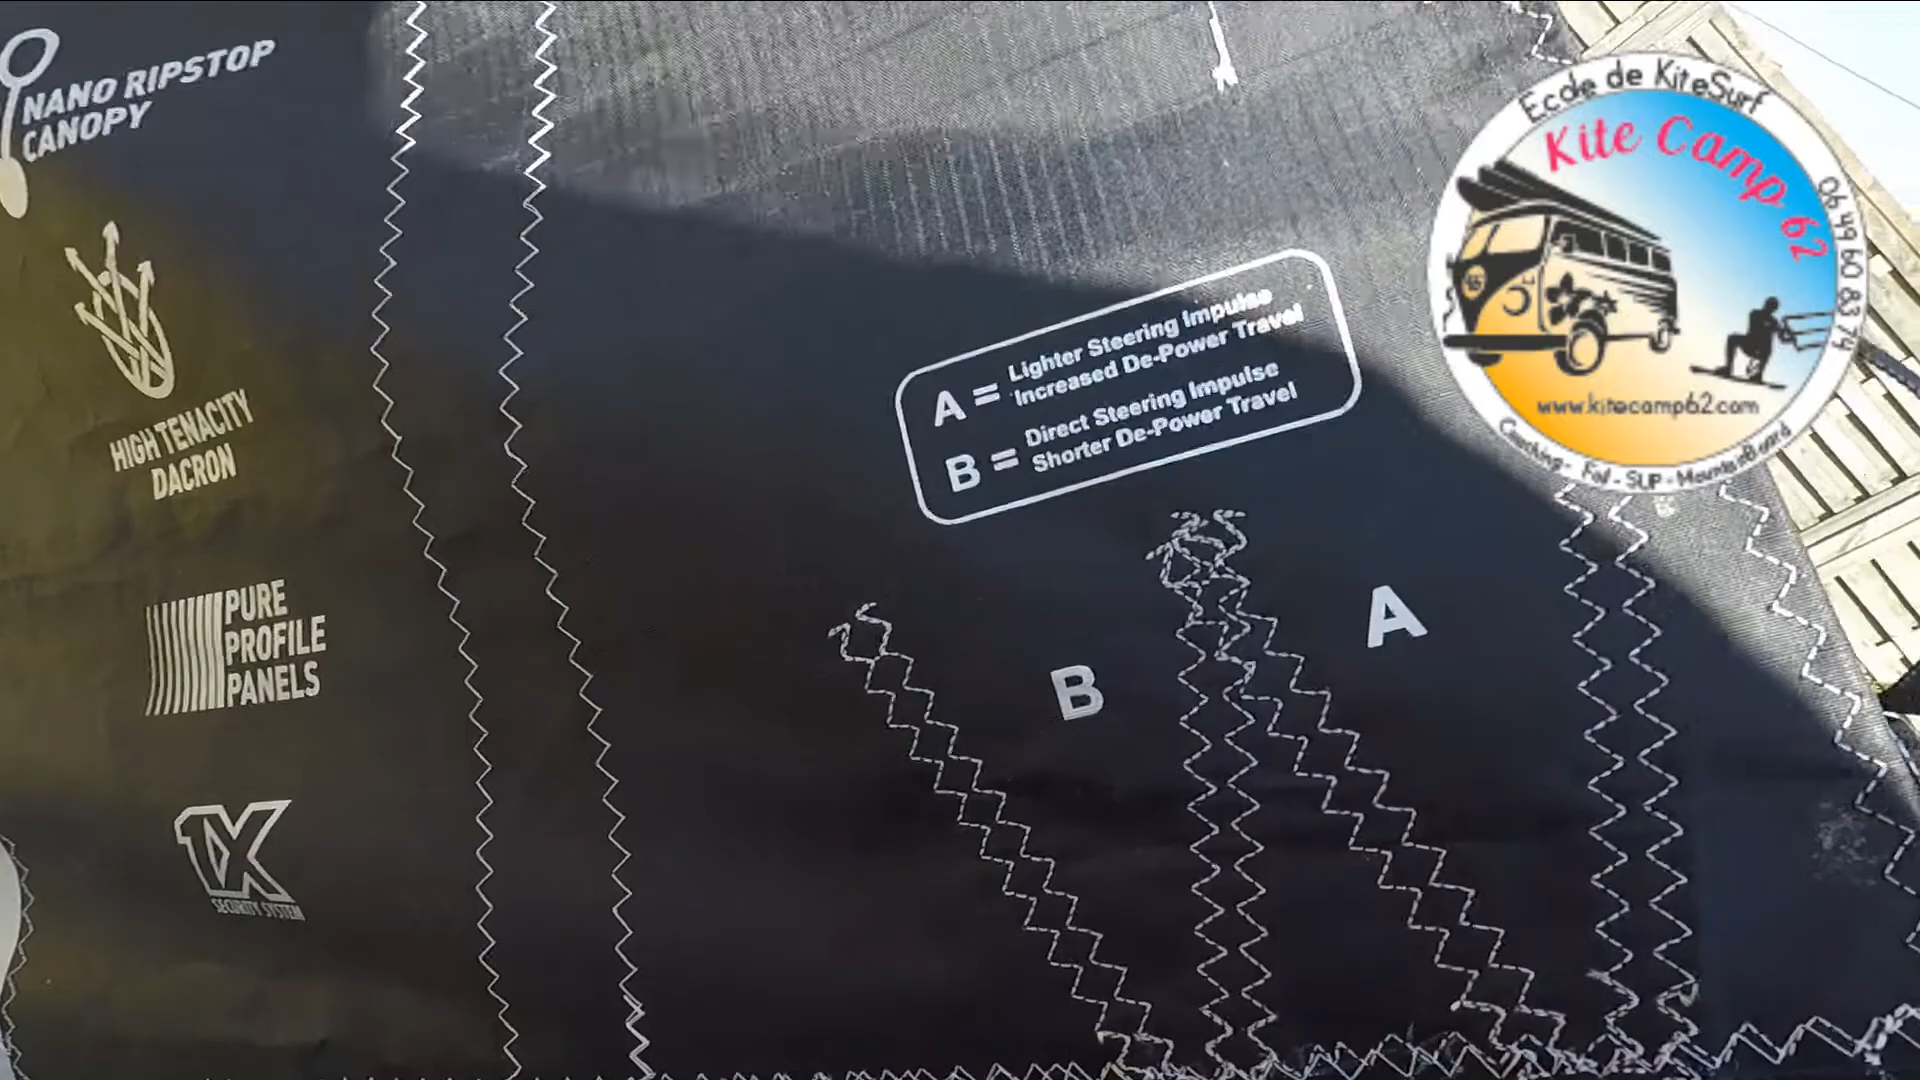 NANO RIPSTOP
CANOPY
HIGH TENACITY
DACRON
PURE
PROFILE
PANELS
1X
SECURITY SYSTEM
A = Lighter Steering Impulse
Increased De-Power Travel
B = Direct Steering Impulse
Shorter De-Power Travel
B
A
Ecole de KiteSurf
Kite Camp 62
06 49 60 83 74
www.kitecamp62.com
Coaching - Foil - SUP - MountainBoard